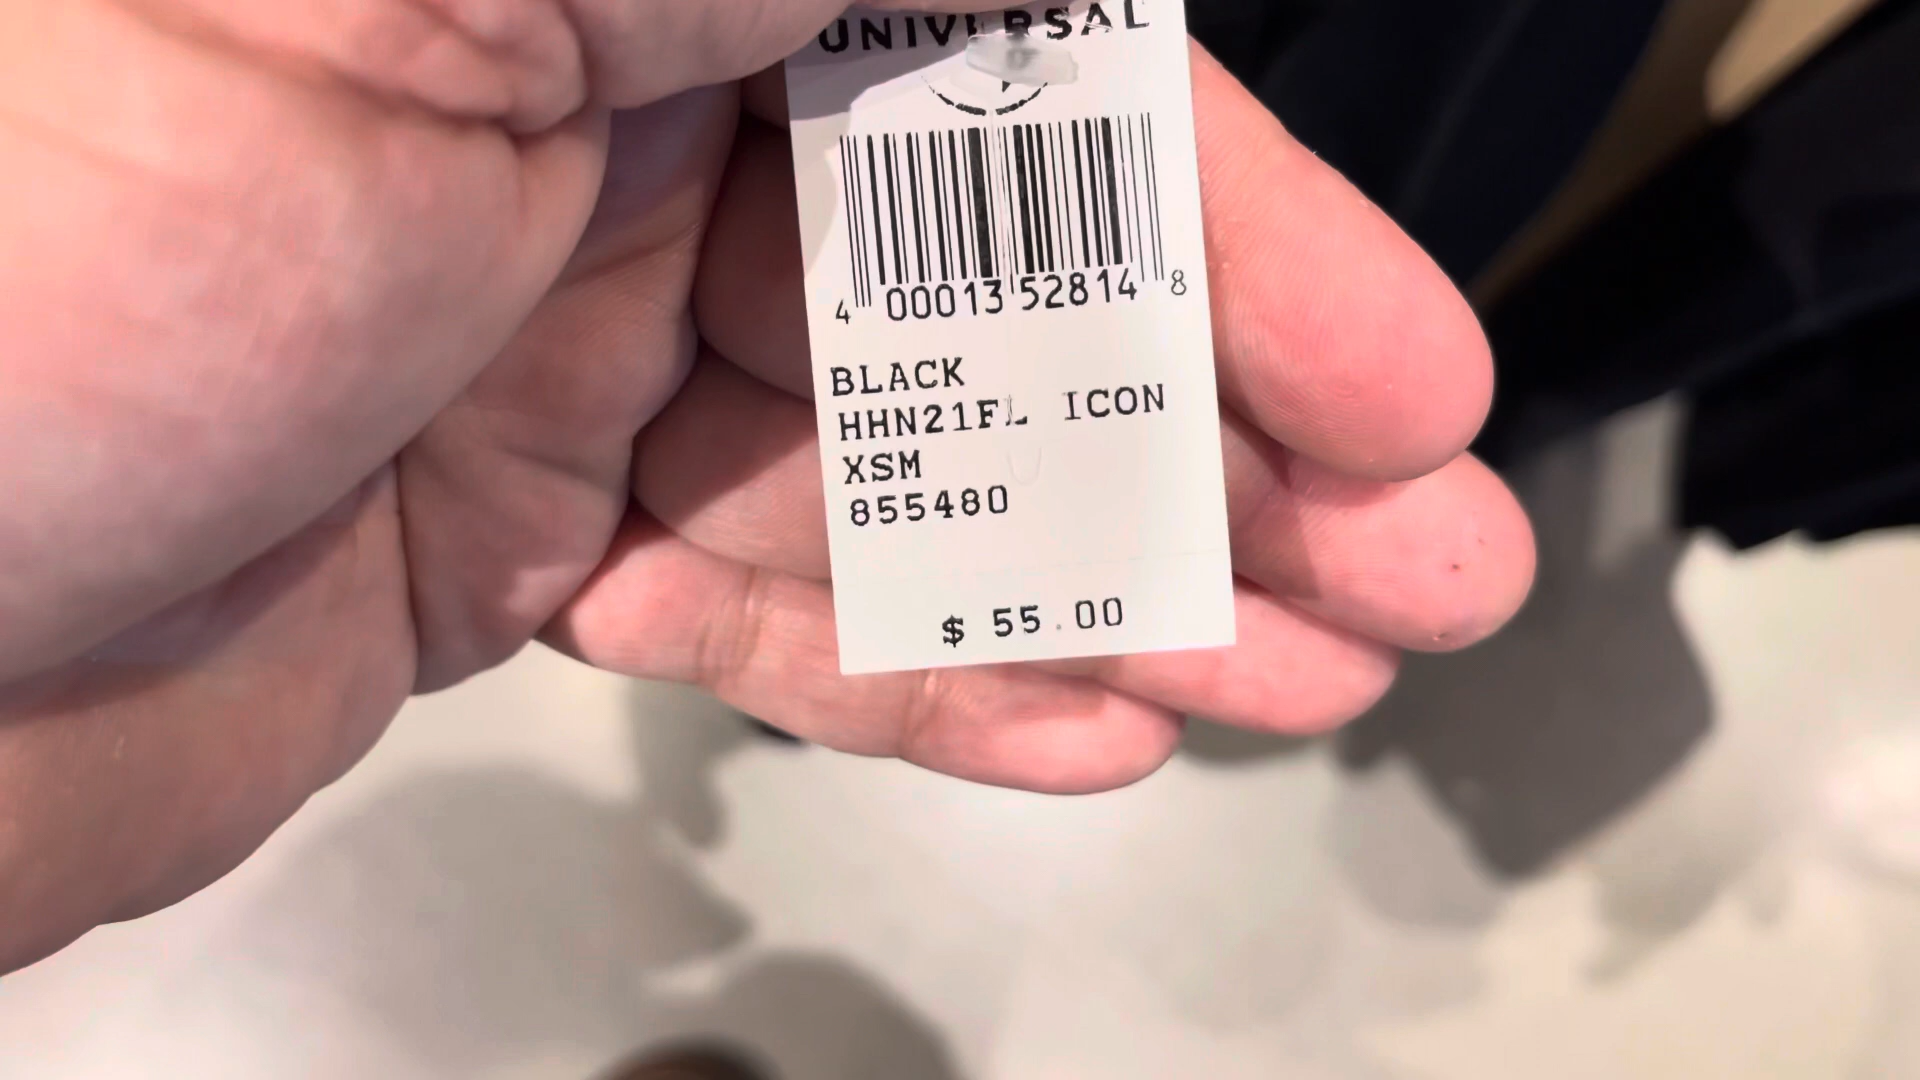 UNIVERSAL
4 00013 52814 8
BLACK
HHN21FL ICON
XSM
855480
$ 55.00